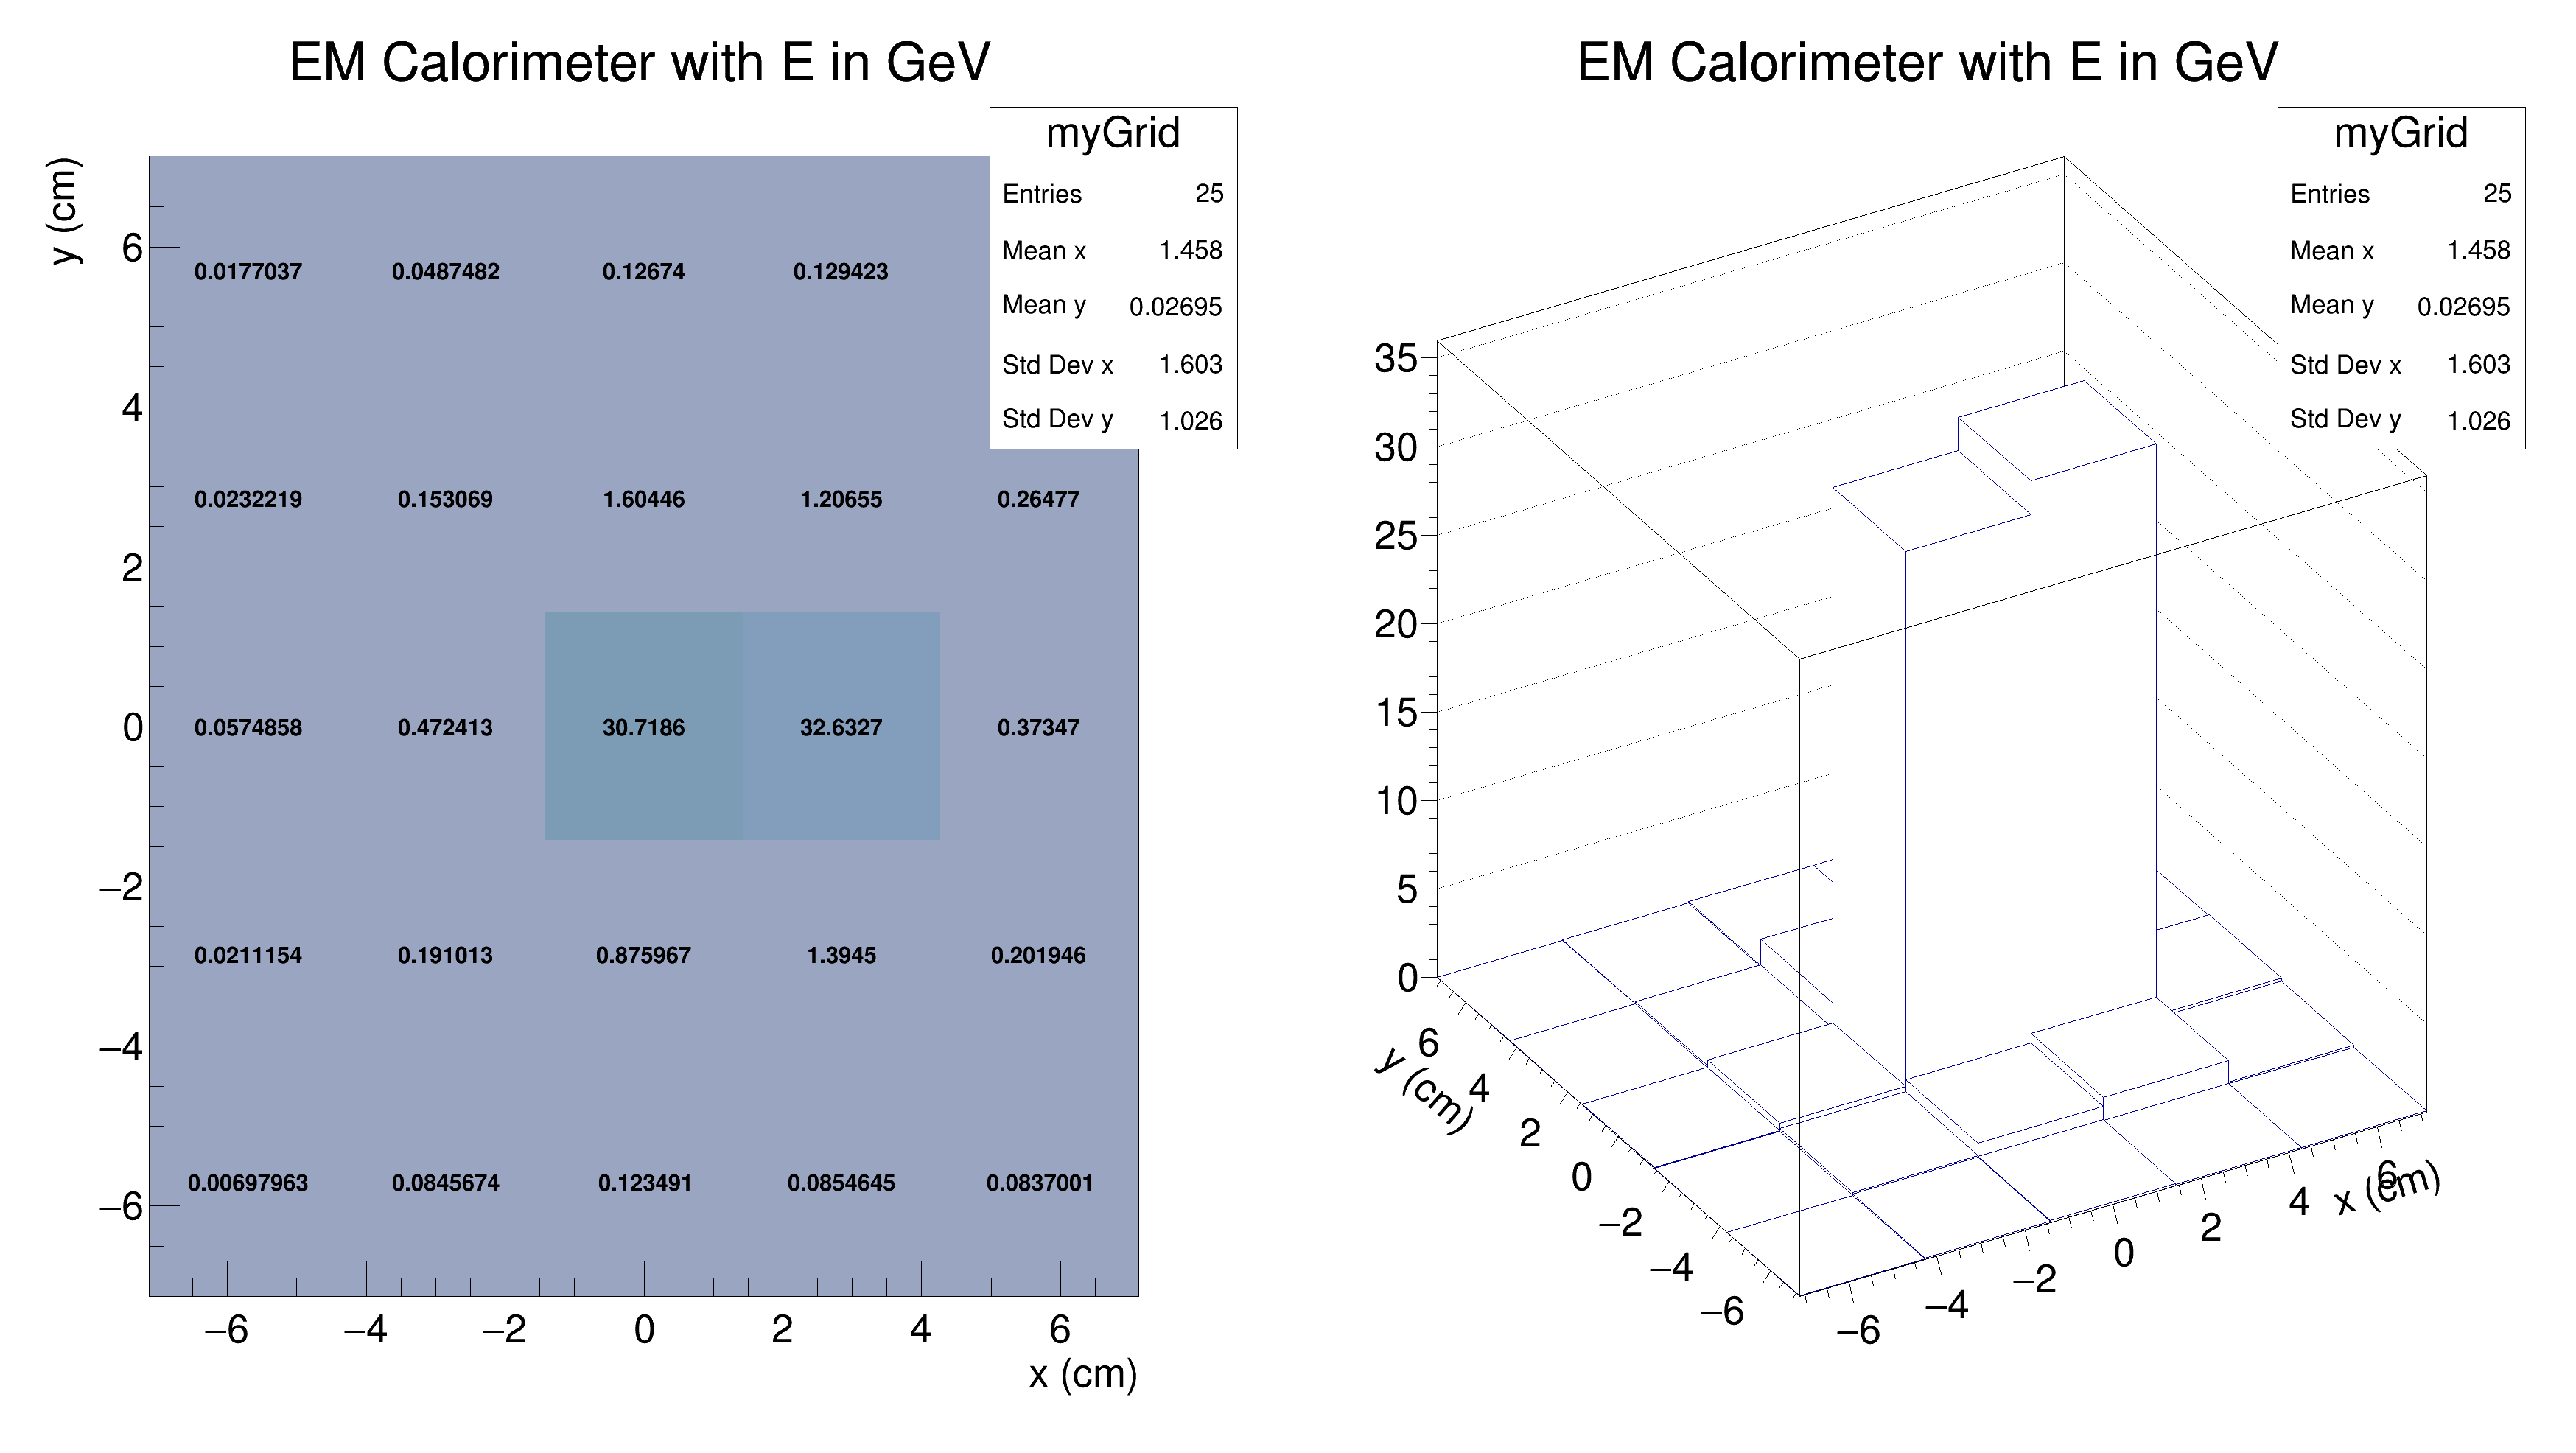 EM Calorimeter with E in GeV
myGrid
Entries 25
Mean x 1.458
Mean y 0.02695
Std Dev x 1.603
Std Dev y 1.026
y (cm)
6
4
2
0
−2
−4
−6
0.0177037 0.0487482 0.12674 0.129423
0.0232219 0.153069 1.60446 1.20655 0.26477
0.0574858 0.472413 30.7186 32.6327 0.37347
0.0211154 0.191013 0.875967 1.3945 0.201946
0.00697963 0.0845674 0.123491 0.0854645 0.0837001
−6 −4 −2 0 2 4 6
x (cm)
EM Calorimeter with E in GeV
myGrid
Entries 25
Mean x 1.458
Mean y 0.02695
Std Dev x 1.603
Std Dev y 1.026
35
30
25
20
15
10
5
0
6
4
2
0
−2
−4
−6
y (cm)
−6 −4 −2 0 2 4 6
x (cm)